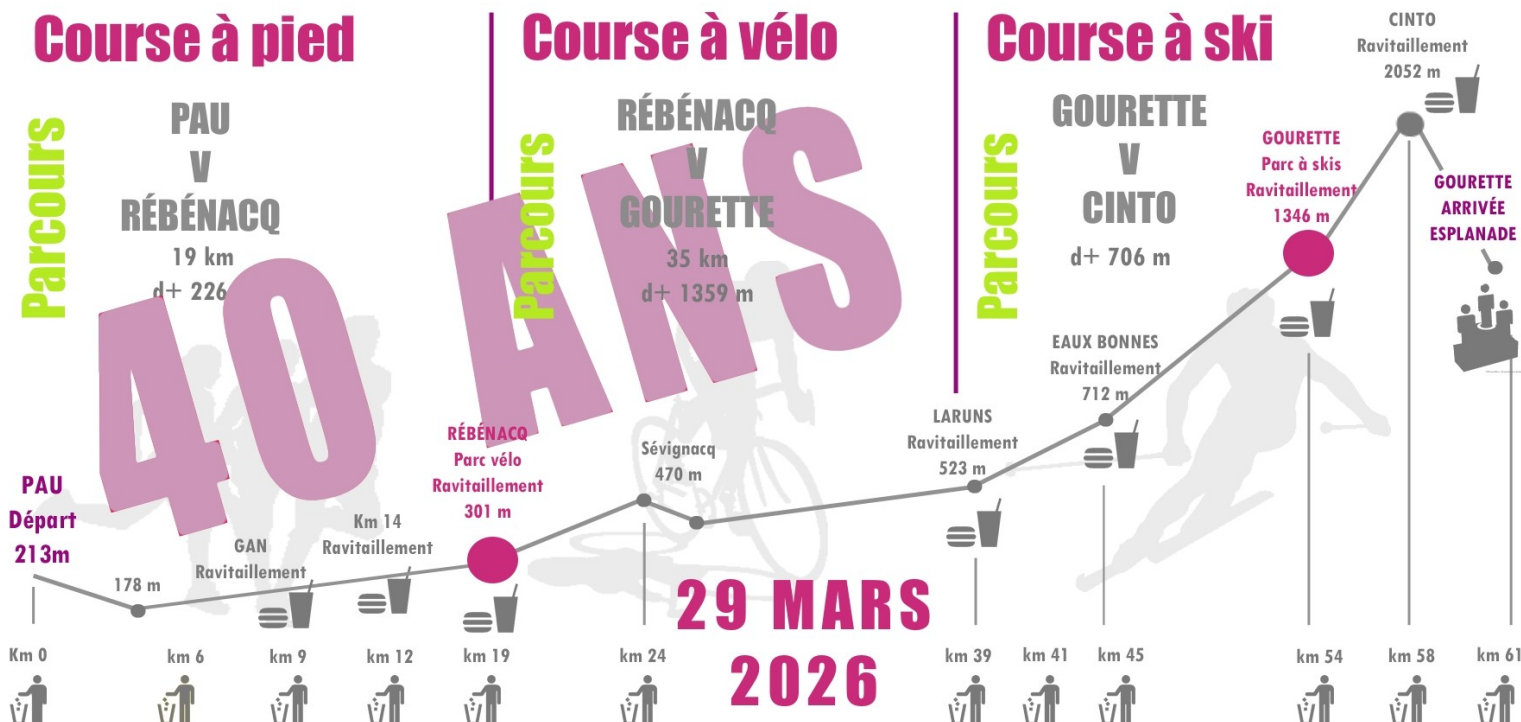 Course à pied
Parcours
PAU
V
RÉBÉNACQ
19 km
d+ 226
40 ANS
Course à vélo
Parcours
RÉBÉNACQ
V
GOURETTE
35 km
d+ 1359 m
Course à ski
Parcours
GOURETTE
V
CINTO
d+ 706 m
PAU
Départ
213m
178 m
GAN
Ravitaillement
Km 14
Ravitaillement
RÉBÉNACQ
Parc vélo
Ravitaillement
301 m
Sévignacq
470 m
LARUNS
Ravitaillement
523 m
EAUX BONNES
Ravitaillement
712 m
GOURETTE
Parc à skis
Ravitaillement
1346 m
CINTO
Ravitaillement
2052 m
GOURETTE
ARRIVÉE
ESPLANADE
29 MARS
2026
Km 0
km 6
km 9
km 12
km 19
km 24
km 39
km 41
km 45
km 54
km 58
km 61